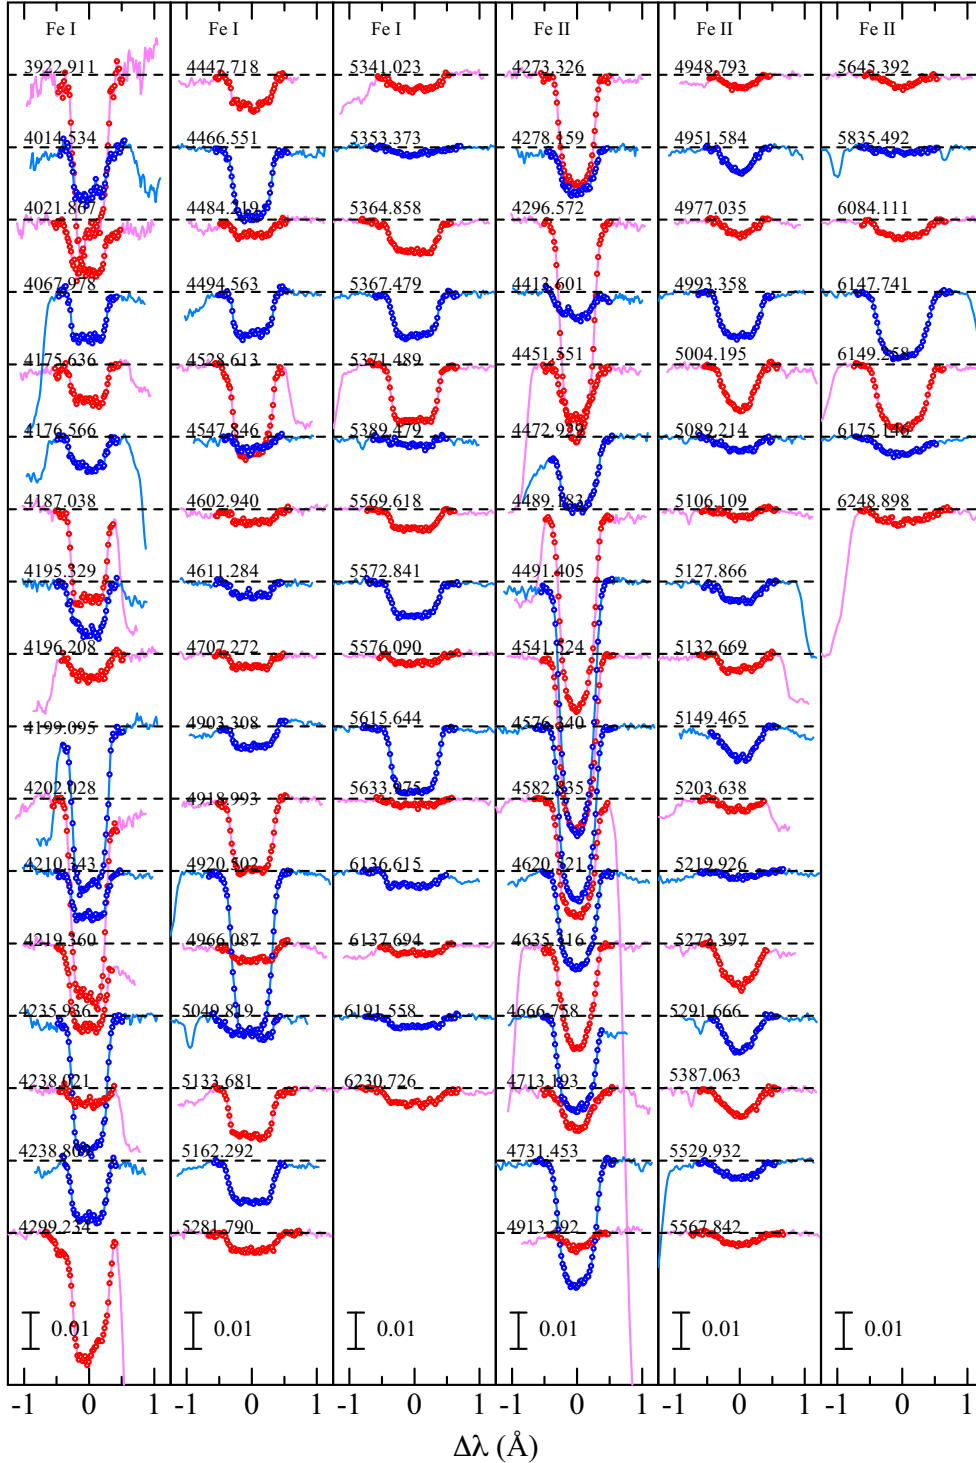 Fe I Fe I Fe I Fe II Fe II Fe II
3922.911 4447.718 5341.023 4273.326 4948.793 5645.392
4014.534 4466.551 5353.373 4278.159 4951.584 5835.492
4021.867 4484.219 5364.858 4296.572 4977.035 6084.111
4067.978 4494.563 5367.479 4413.601 4993.358 6147.741
4175.636 4528.613 5371.489 4451.551 5004.195 6149.258
4176.566 4547.846 5389.479 4472.929 5089.214 6175.146
4187.038 4602.940 5569.618 4489.183 5106.109 6248.898
4195.329 4611.284 5572.841 4491.405 5127.866
4196.208 4707.272 5576.090 4541.524 5132.669
4199.095 4903.308 5615.644 4576.340 5149.465
4202.028 4918.993 5633.975 4582.835 5203.638
4210.343 4920.502 6136.615 4620.321 5219.926
4219.360 4966.087 6137.694 4635.316 5272.397
4235.936 5049.819 6191.558 4666.758 5291.666
4238.021 5133.681 6230.726 4713.193 5387.063
4238.809 5162.292 4731.453 5529.932
4299.234 5281.790 4913.292 5567.842
0.01 0.01 0.01 0.01 0.01
-1 0 1 -1 0 1 -1 0 1 -1 0 1 -1 0 1 -1 0 1
Δλ (Å)